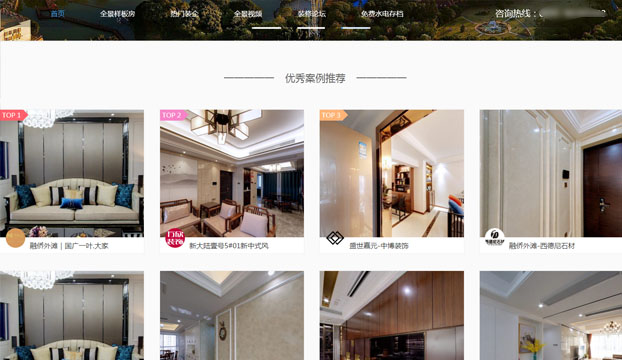 首页 全景样板房 热门装企 全景视频 装修论坛 免费水电存档 咨询热线：
优秀案例推荐
TOP 1 TOP 2 TOP 3
融侨外滩｜国广一叶.大家 新大陆壹号5#01新中式风 盛世嘉元-中博装饰 融侨外滩-西德尼石材